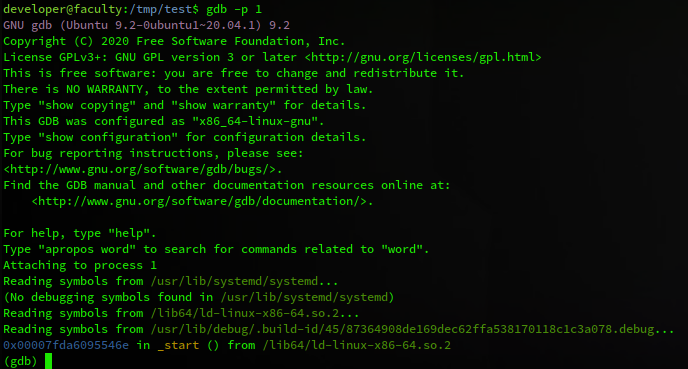 developer@faculty:/tmp/test$ gdb -p 1
GNU gdb (Ubuntu 9.2-0ubuntu1~20.04.1) 9.2
Copyright (C) 2020 Free Software Foundation, Inc.
License GPLv3+: GNU GPL version 3 or later <http://gnu.org/licenses/gpl.html>
This is free software: you are free to change and redistribute it.
There is NO WARRANTY, to the extent permitted by law.
Type "show copying" and "show warranty" for details.
This GDB was configured as "x86_64-linux-gnu".
Type "show configuration" for configuration details.
For bug reporting instructions, please see:
<http://www.gnu.org/software/gdb/bugs/>.
Find the GDB manual and other documentation resources online at:
    <http://www.gnu.org/software/gdb/documentation/>.

For help, type "help".
Type "apropos word" to search for commands related to "word".
Attaching to process 1
Reading symbols from /usr/lib/systemd/systemd...
(No debugging symbols found in /usr/lib/systemd/systemd)
Reading symbols from /lib64/ld-linux-x86-64.so.2...
Reading symbols from /usr/lib/debug/.build-id/45/87364908de169dec62ffa538170118c1c3a078.debug...
0x00007fda6095546e in _start () from /lib64/ld-linux-x86-64.so.2
(gdb)